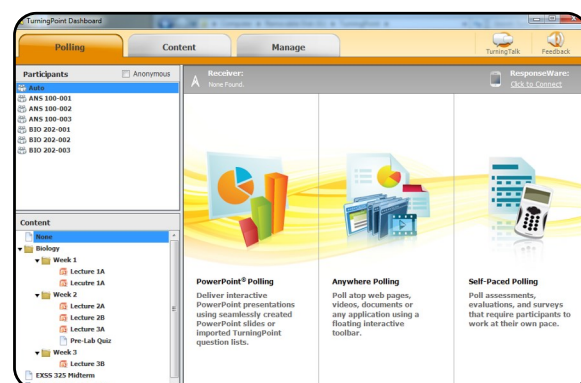 TurningPoint Dashboard
Polling
Content
Manage
TurningTalk
Feedback
Participants
Anonymous
Auto
ANS 100-001
ANS 100-002
ANS 100-003
BIO 202-001
BIO 202-002
BIO 202-003
Receiver:
None Found.
ResponseWare:
Click to Connect
Content
None
Biology
Week 1
Lecture 1A
Lecutre 1A
Week 2
Lecture 2A
Lecture 2B
Lecture 3A
Pre-Lab Quiz
Week 3
Lecture 3B
EXSS 325 Midterm
PowerPoint® Polling
Deliver interactive
PowerPoint presentations
using seamlessly created
PowerPoint slides or
imported TurningPoint
question lists.
Anywhere Polling
Poll atop web pages,
videos, documents or
any application using a
floating interactive
toolbar.
Self-Paced Polling
Poll assessments,
evaluations, and surveys
that require participants to
work at their own pace.